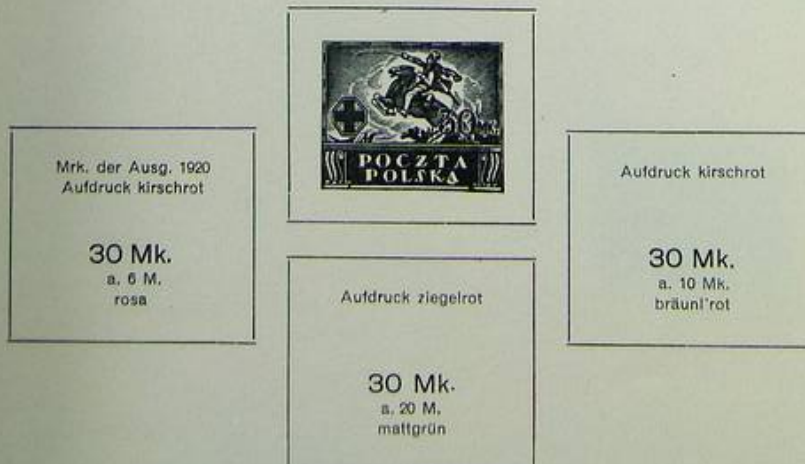 POCZTA
POLSKA
Mrk. der Ausg. 1920
Aufdruck kirschrot
30 Mk.
a. 6 M.
rosa
Aufdruck ziegelrot
30 Mk.
a. 20 M.
mattgrün
Aufdruck kirschrot
30 Mk.
a. 10 Mk.
bräunl'rot